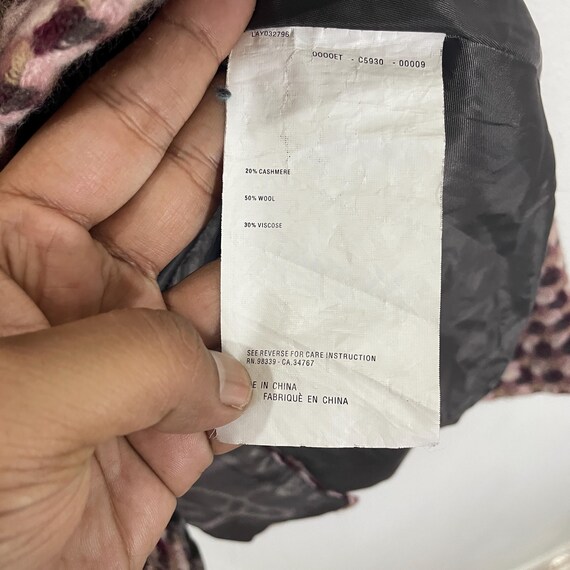 LAY032796
0000ET - C5930 - 00009
20% CASHMERE
50% WOOL
30% VISCOSE
SEE REVERSE FOR CARE INSTRUCTION
RN.98339 - CA.34767
E IN CHINA
FABRIQUÈ EN CHINA